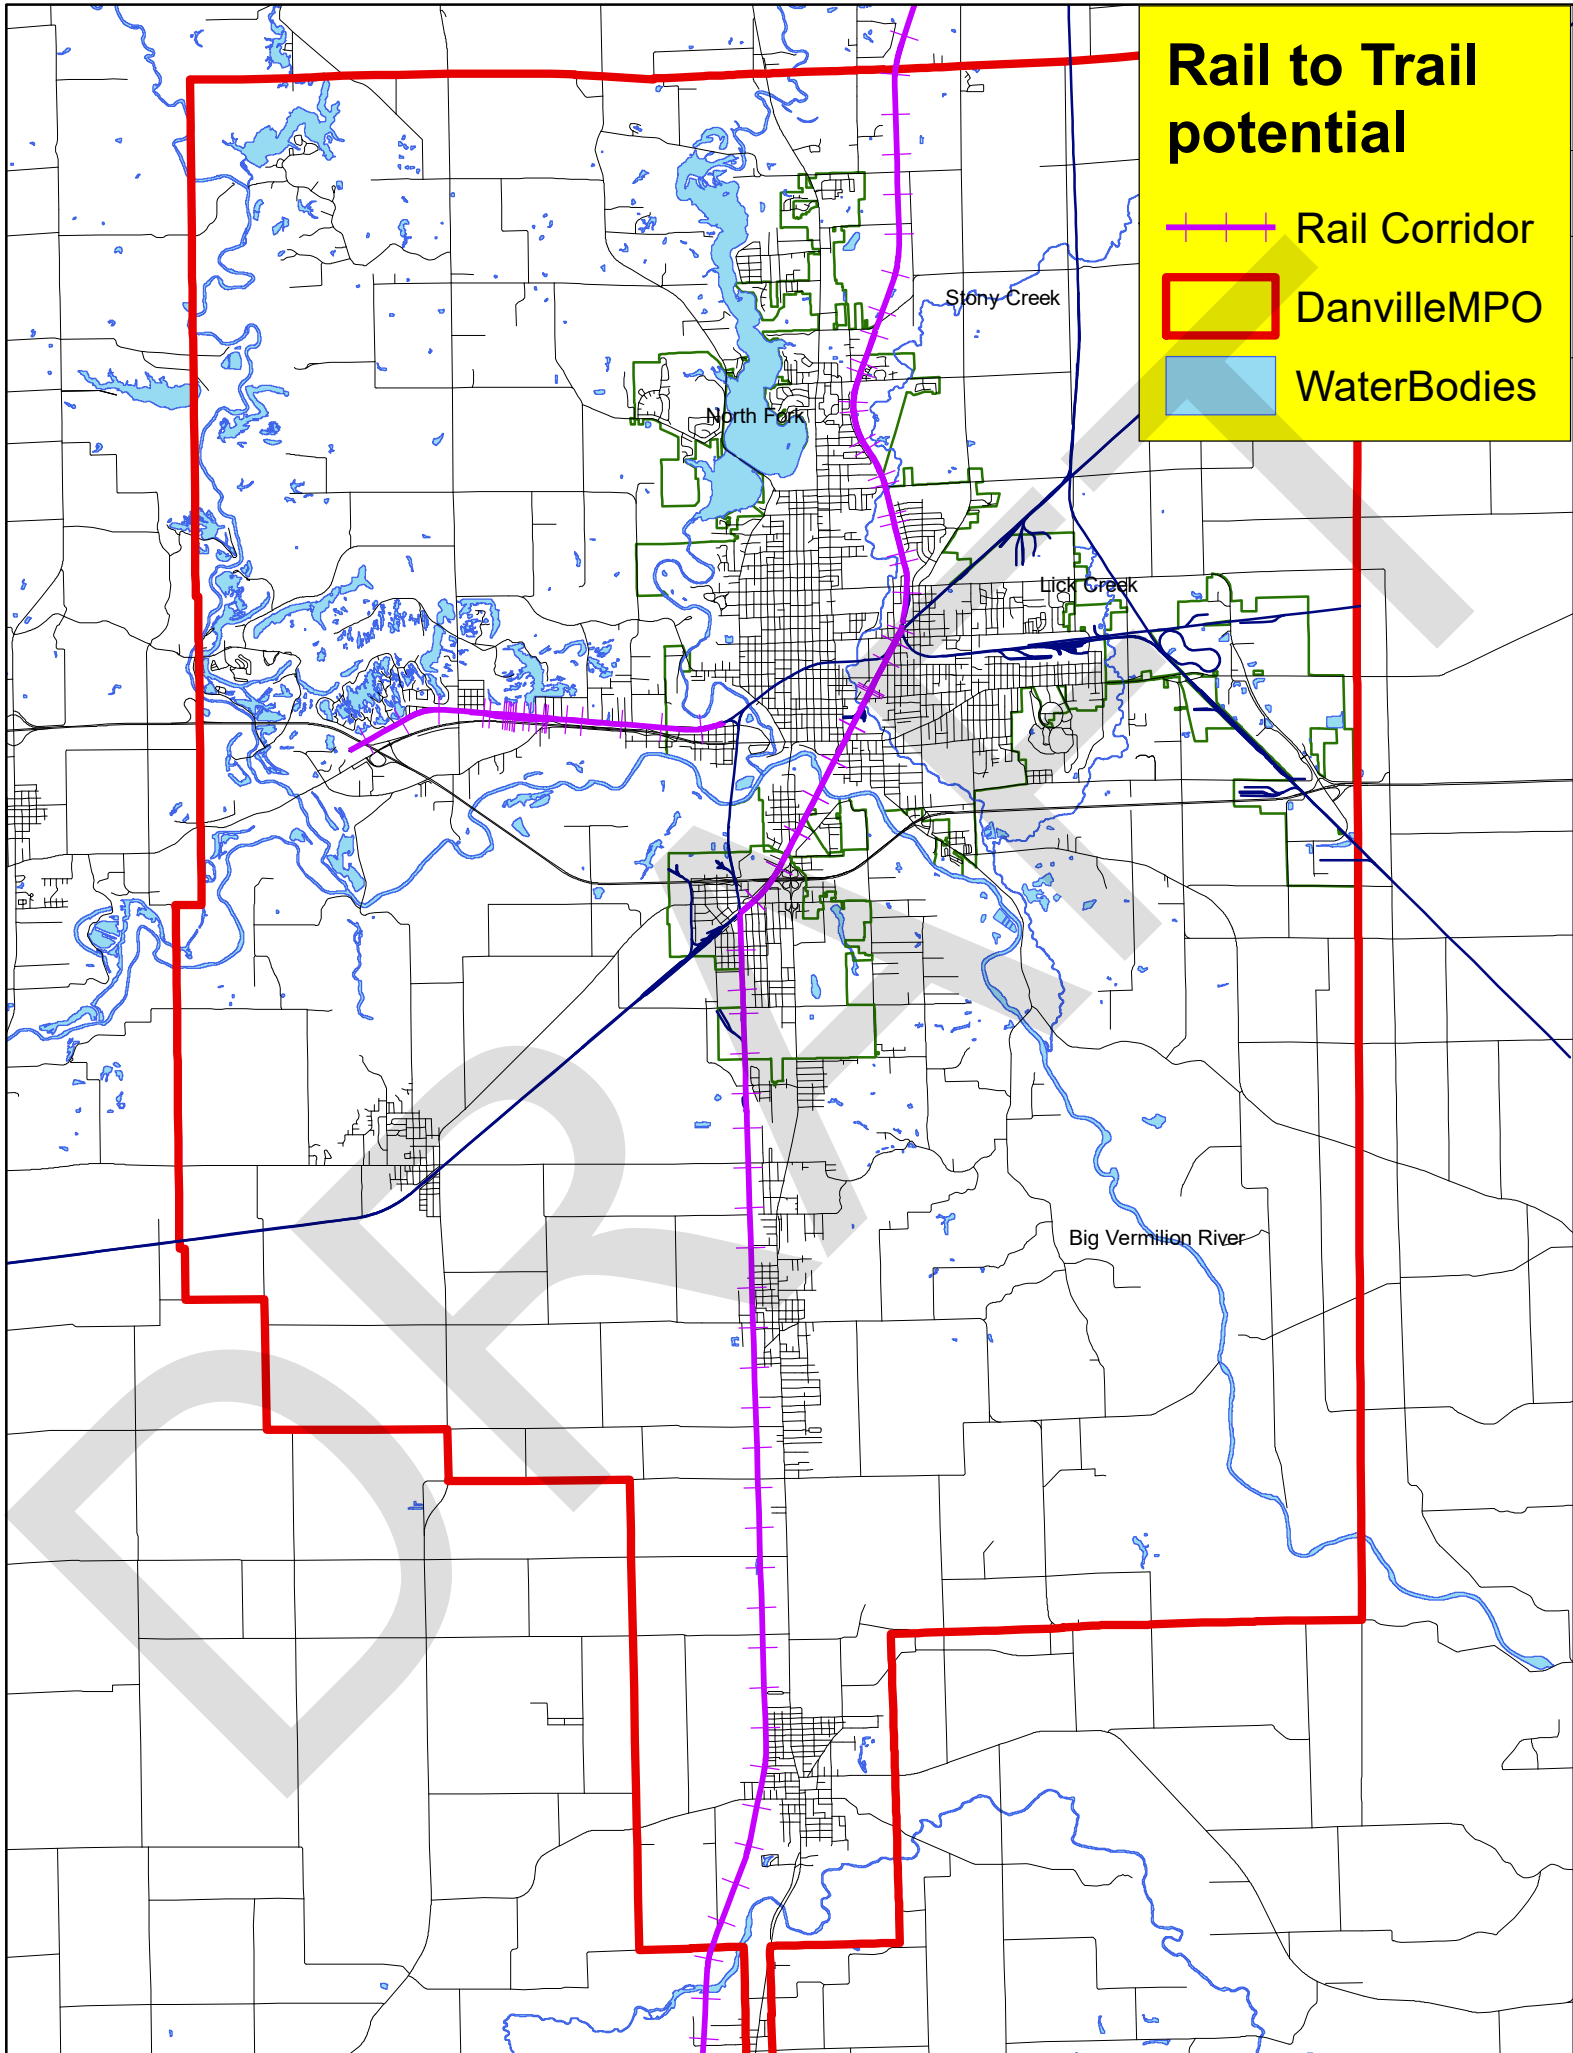 Rail to Trail
potential
Rail Corridor
DanvilleMPO
WaterBodies
Stony Creek
North Fork
Lick Creek
Big Vermilion River
DRAFT